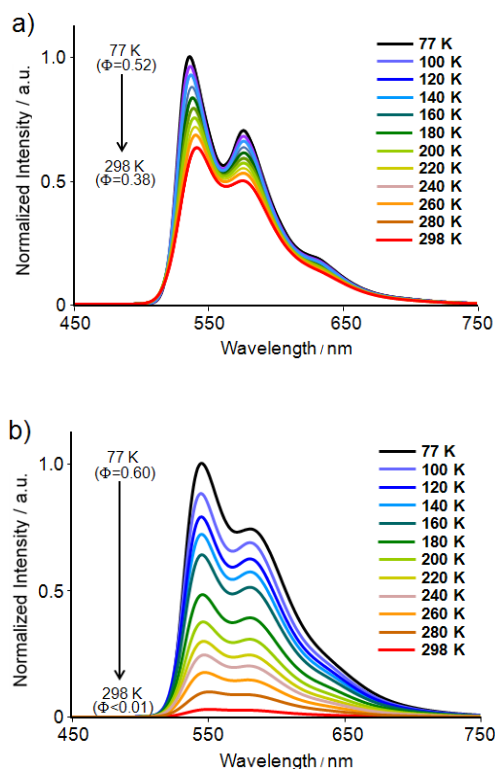 a)
Normalized Intensity / a.u.
1.0
0.5
0
77 K
(Φ=0.52)
298 K
(Φ=0.38)
77 K
100 K
120 K
140 K
160 K
180 K
200 K
220 K
240 K
260 K
280 K
298 K
450
550
650
750
Wavelength / nm
b)
Normalized Intensity / a.u.
1.0
0.5
0
77 K
(Φ=0.60)
298 K
(Φ<0.01)
77 K
100 K
120 K
140 K
160 K
180 K
200 K
220 K
240 K
260 K
280 K
298 K
450
550
650
750
Wavelength / nm